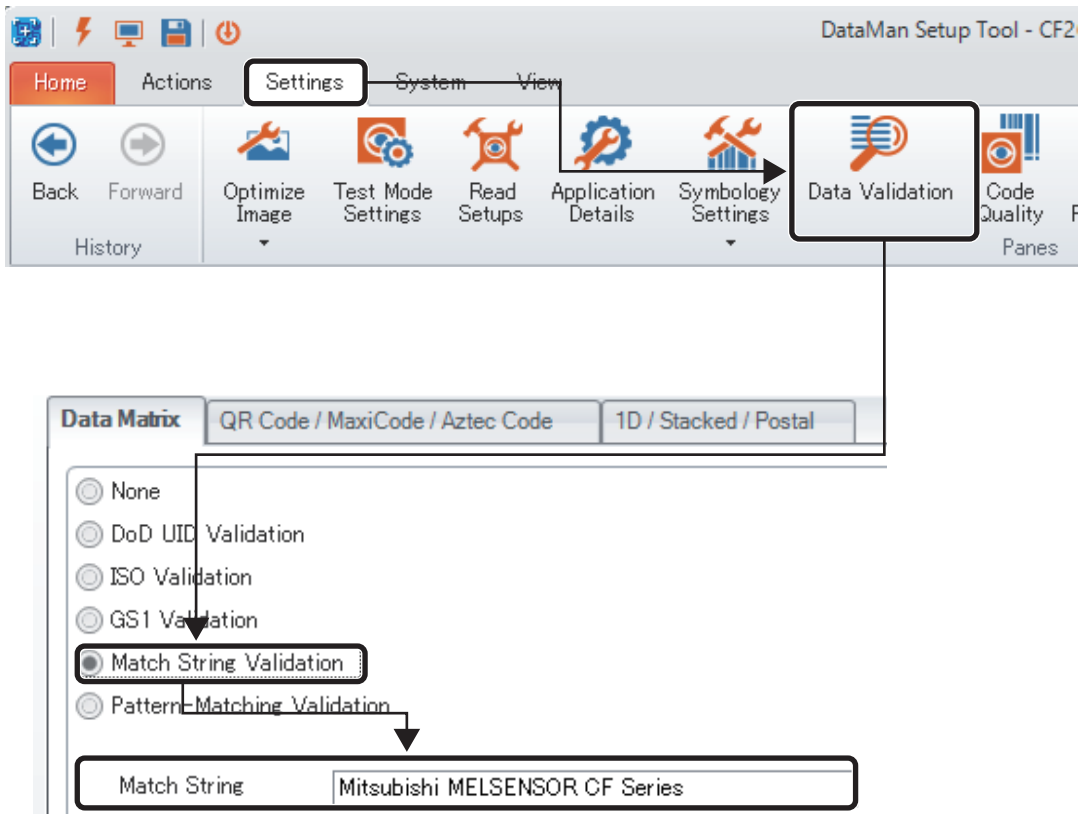 DataMan Setup Tool - CF2
Home Actions Settings System View
Back Forward Optimize Image Test Mode Settings Read Setups Application Details Symbology Settings Data Validation Code Quality
History Panes
Data Matrix QR Code / MaxiCode / Aztec Code 1D / Stacked / Postal
None
DoD UID Validation
ISO Validation
GS1 Validation
Match String Validation
Pattern-Matching Validation
Match String Mitsubishi MELSENSOR CF Series